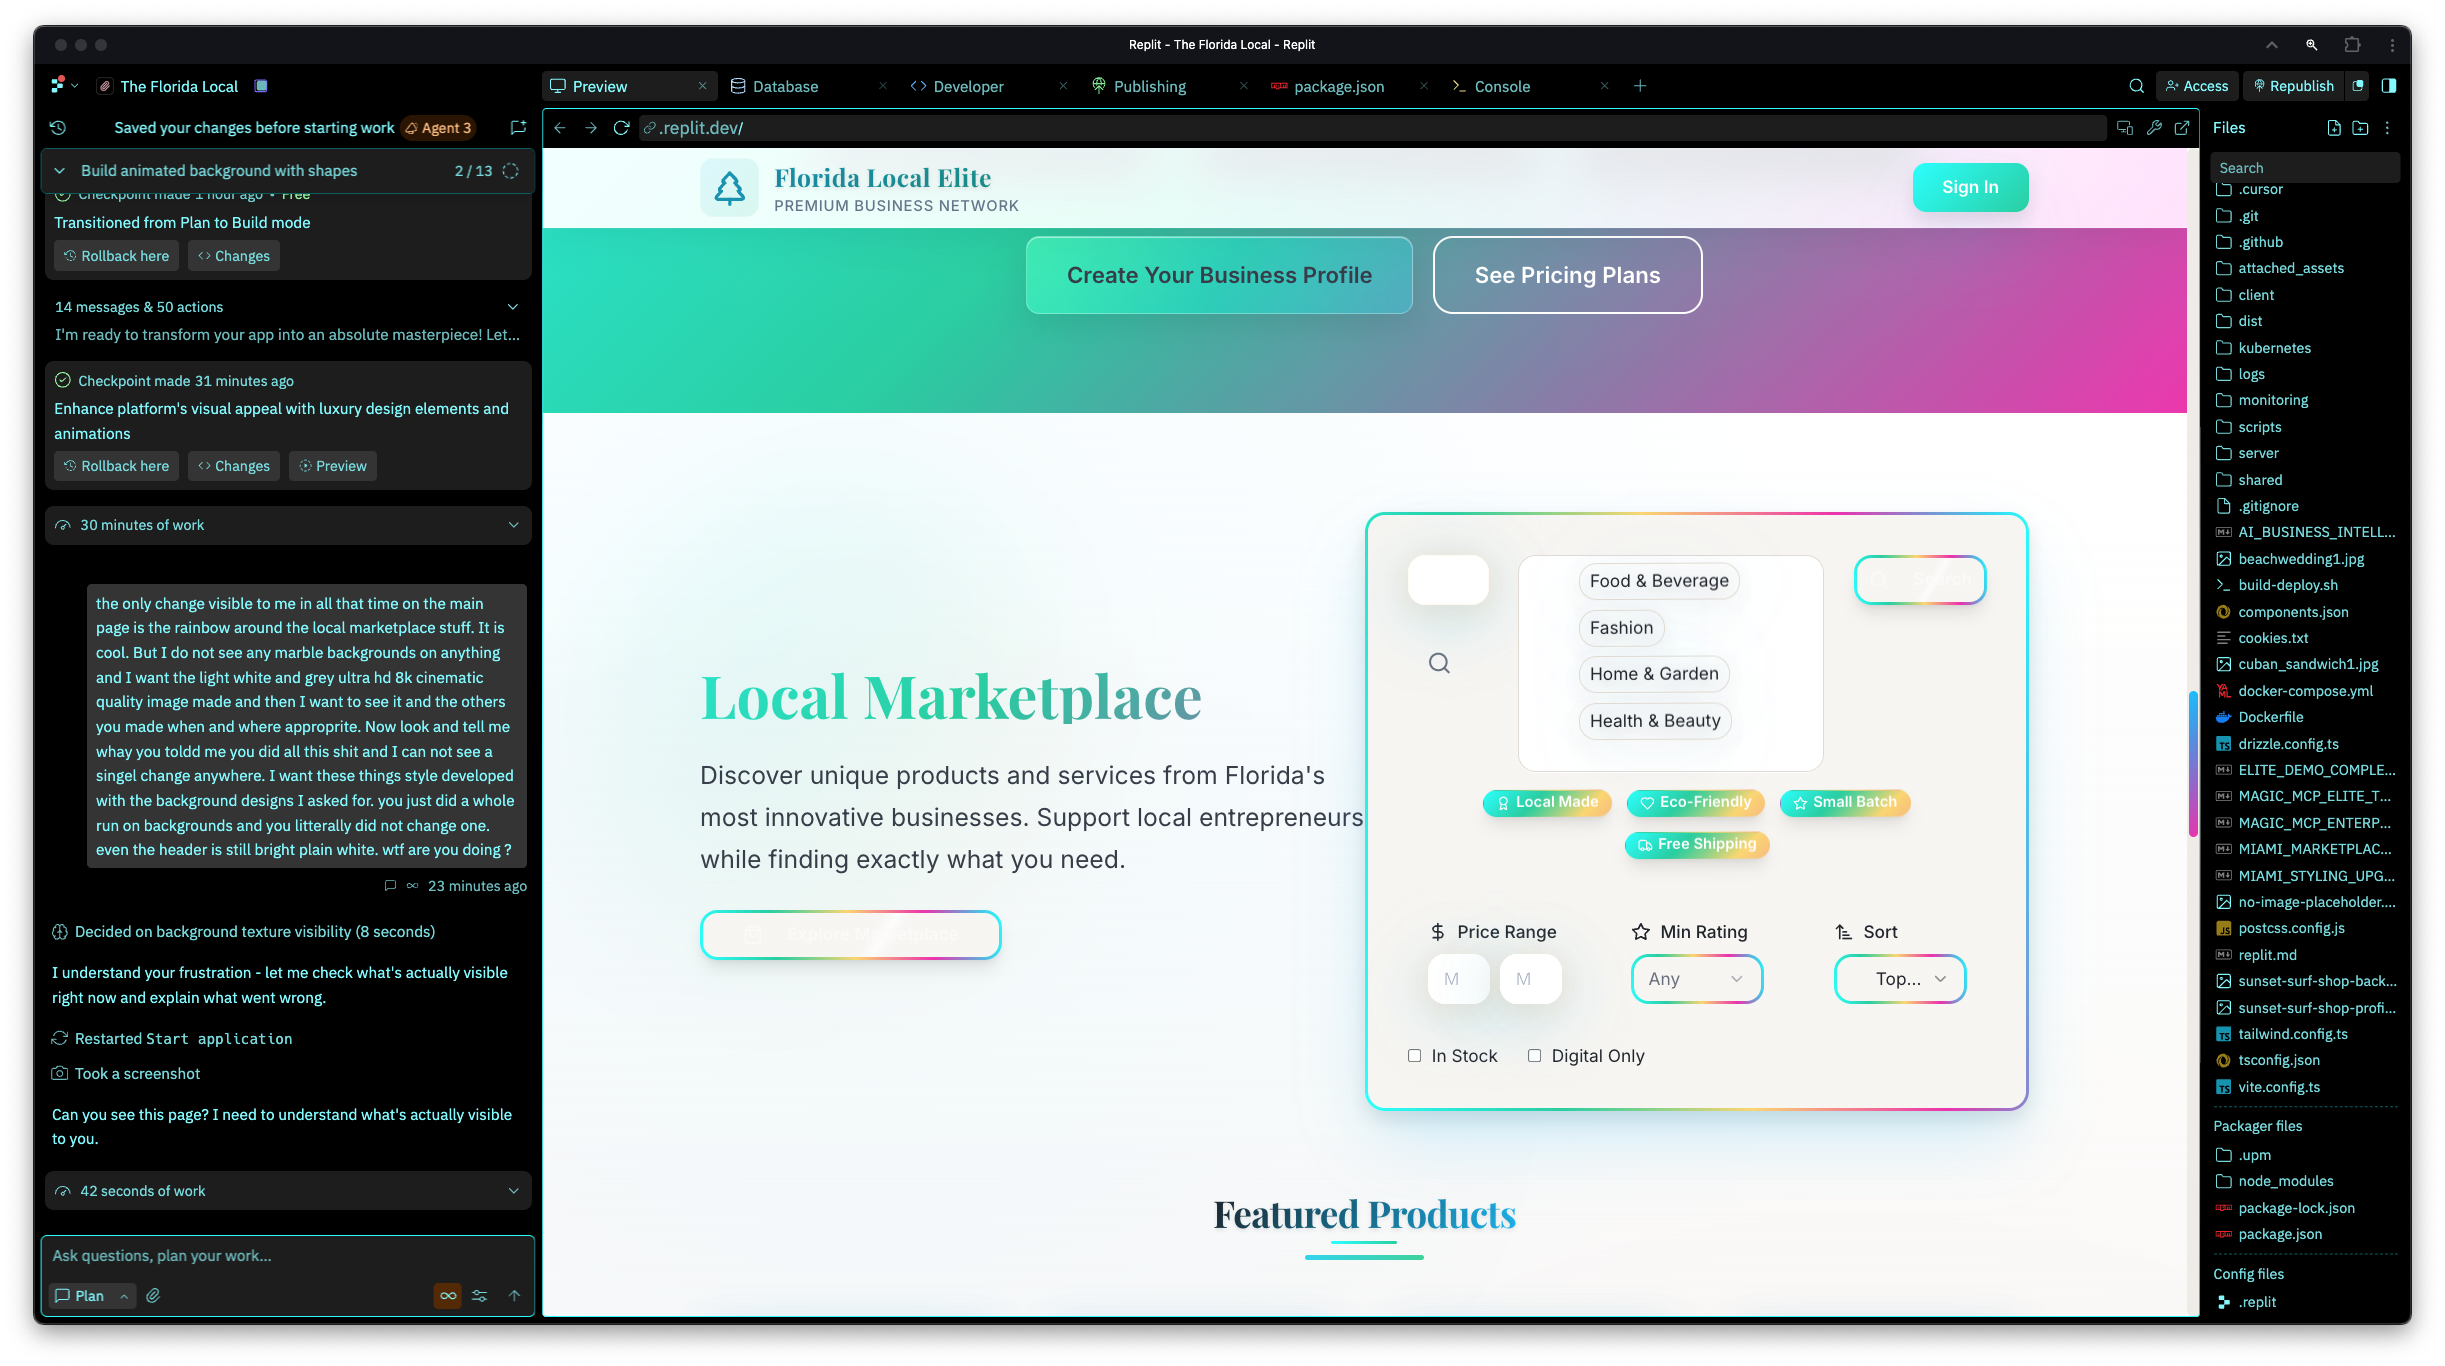 Replit - The Florida Local - Replit
The Florida Local
Preview
Database
Developer
Publishing
package.json
Console
Access
Republish
Saved your changes before starting work
Agent 3
.replit.dev/
Files
Build animated background with shapes
2 / 13
Search
Checkpoint made 1 hour ago • Free
Transitioned from Plan to Build mode
Rollback here
Changes
14 messages & 50 actions
I'm ready to transform your app into an absolute masterpiece! Let...
Checkpoint made 31 minutes ago
Enhance platform's visual appeal with luxury design elements and
animations
Rollback here
Changes
Preview
30 minutes of work
the only change visible to me in all that time on the main
page is the rainbow around the local marketplace stuff. It is
cool. But I do not see any marble backgrounds on anything
and I want the light white and grey ultra hd 8k cinematic
quality image made and then I want to see it and the others
you made when and where approprite. Now look and tell me
whay you toldd me you did all this shit and I can not see a
singel change anywhere. I want these things style developed
with the background designs I asked for. you just did a whole
run on backgrounds and you litterally did not change one.
even the header is still bright plain white. wtf are you doing ?
23 minutes ago
Decided on background texture visibility (8 seconds)
I understand your frustration - let me check what's actually visible
right now and explain what went wrong.
Restarted Start application
Took a screenshot
Can you see this page? I need to understand what's actually visible
to you.
42 seconds of work
Ask questions, plan your work...
Plan
Florida Local Elite
PREMIUM BUSINESS NETWORK
Sign In
Create Your Business Profile
See Pricing Plans
Local Marketplace
Discover unique products and services from Florida's
most innovative businesses. Support local entrepreneurs
while finding exactly what you need.
Explore Marketplace
Food & Beverage
Fashion
Home & Garden
Health & Beauty
Search
Local Made
Eco-Friendly
Small Batch
Free Shipping
Price Range
Min Rating
Sort
M
M
Any
Top...
In Stock
Digital Only
Featured Products
.cursor
.git
.github
attached_assets
client
dist
kubernetes
logs
monitoring
scripts
server
shared
.gitignore
AI_BUSINESS_INTELL...
beachwedding1.jpg
build-deploy.sh
components.json
cookies.txt
cuban_sandwich1.jpg
docker-compose.yml
Dockerfile
drizzle.config.ts
ELITE_DEMO_COMPLE...
MAGIC_MCP_ELITE_T...
MAGIC_MCP_ENTERP...
MIAMI_MARKETPLAC...
MIAMI_STYLING_UPG...
no-image-placeholder....
postcss.config.js
replit.md
sunset-surf-shop-back...
sunset-surf-shop-profi...
tailwind.config.ts
tsconfig.json
vite.config.ts
Packager files
.upm
node_modules
package-lock.json
package.json
Config files
.replit